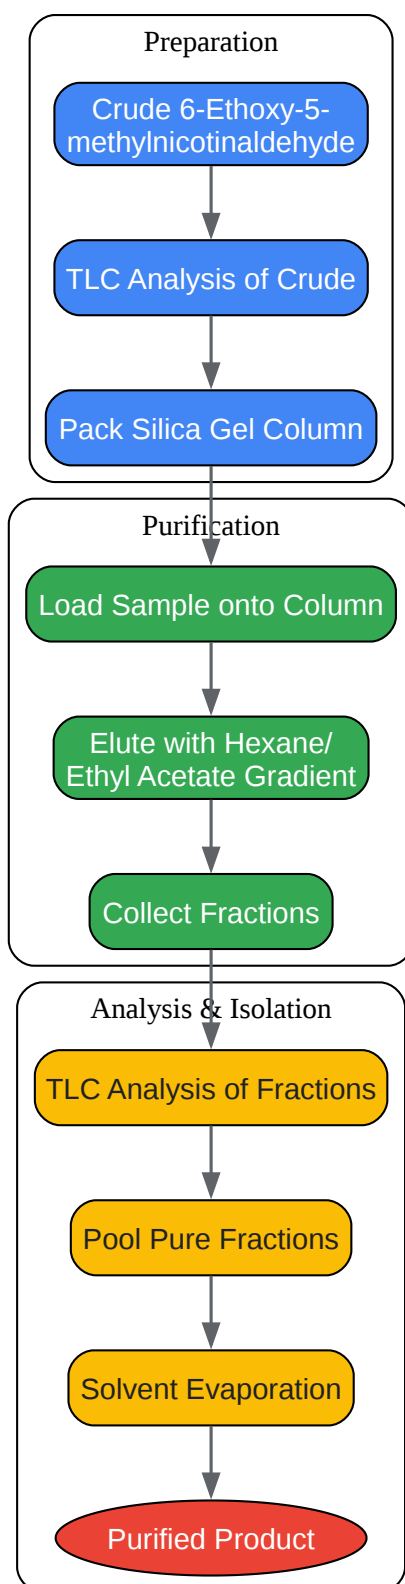 Preparation
Crude 6-Ethoxy-5-
methylnicotinaldehyde
TLC Analysis of Crude
Pack Silica Gel Column
Purification
Load Sample onto Column
Elute with Hexane/
Ethyl Acetate Gradient
Collect Fractions
Analysis & Isolation
TLC Analysis of Fractions
Pool Pure Fractions
Solvent Evaporation
Purified Product